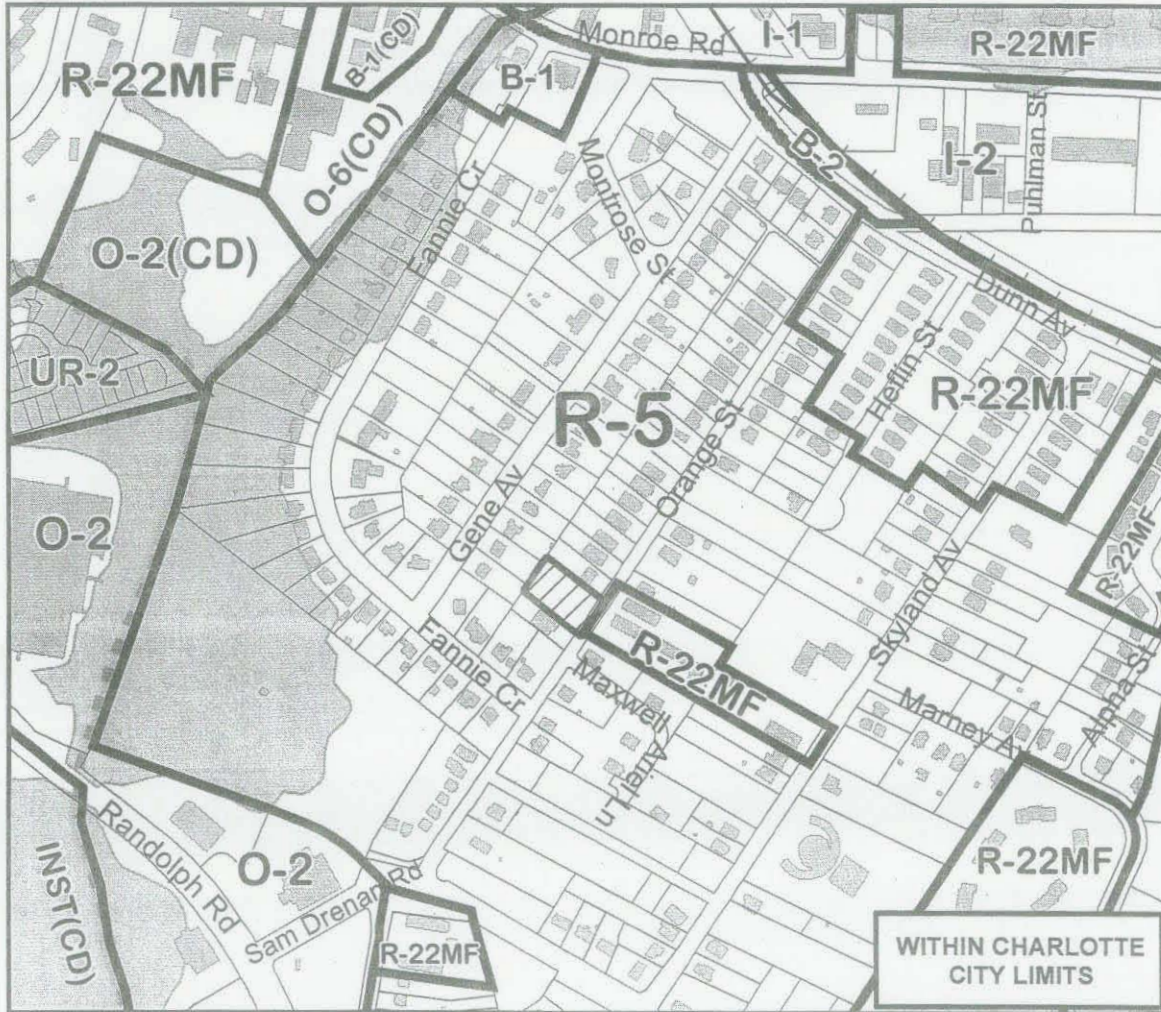 Monroe Rd
I-1
R-22MF
R-22MF
B-1(CD)
B-1
O-6(CD)
B-2
I-2
Puhlman St
Fannie Cr
Montrose St
O-2(CD)
Dunn Av
UR-2
Heflin St
R-22MF
R-5
Orange St
Gene Av
O-2
R-22MF
Skyland Av
Fannie Cr
R-22MF
Maxwell
Arriet Ln
Marney Av
Alpha St
Randolph Rd
O-2
INST(CD)
Sam Drenan Rd
R-22MF
R-22MF
WITHIN CHARLOTTE
CITY LIMITS